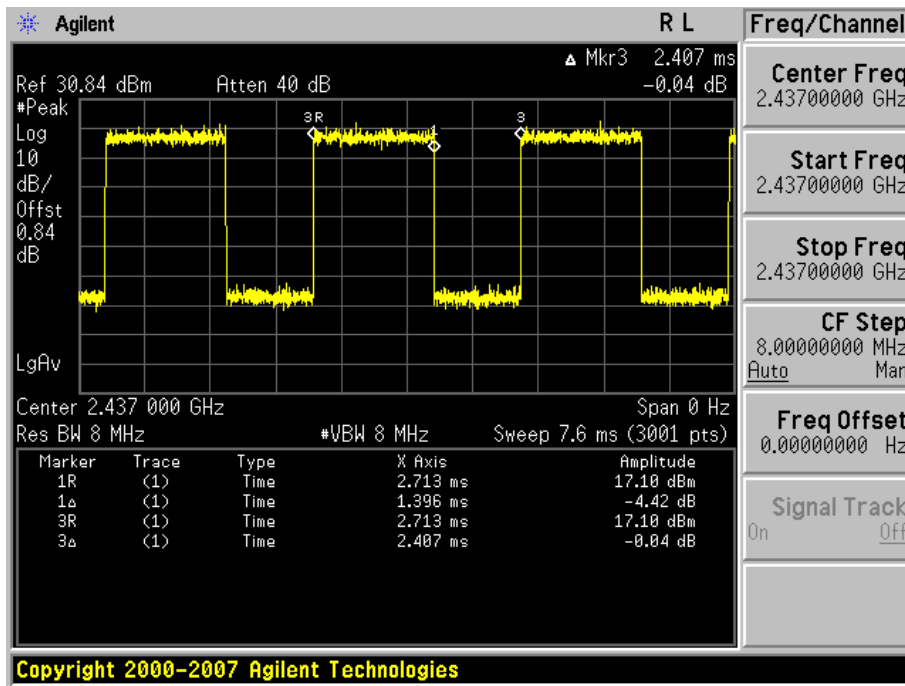 Agilent R L Freq/Channel
Δ Mkr3 2.407 ms
Ref 30.84 dBm Atten 40 dB -0.04 dB
#Peak
Log
10
dB/
Offst
0.84
dB
LgAv
3R 1 3
Center 2.437 000 GHz Span 0 Hz
Res BW 8 MHz #VBW 8 MHz Sweep 7.6 ms (3001 pts)
Marker Trace Type X Axis Amplitude
1R (1) Time 2.713 ms 17.10 dBm
1Δ (1) Time 1.396 ms -4.42 dB
3R (1) Time 2.713 ms 17.10 dBm
3Δ (1) Time 2.407 ms -0.04 dB
Center Freq
2.43700000 GHz
Start Freq
2.43700000 GHz
Stop Freq
2.43700000 GHz
CF Step
8.00000000 MHz
Auto Man
Freq Offset
0.00000000 Hz
Signal Track
On Off
Copyright 2000-2007 Agilent Technologies